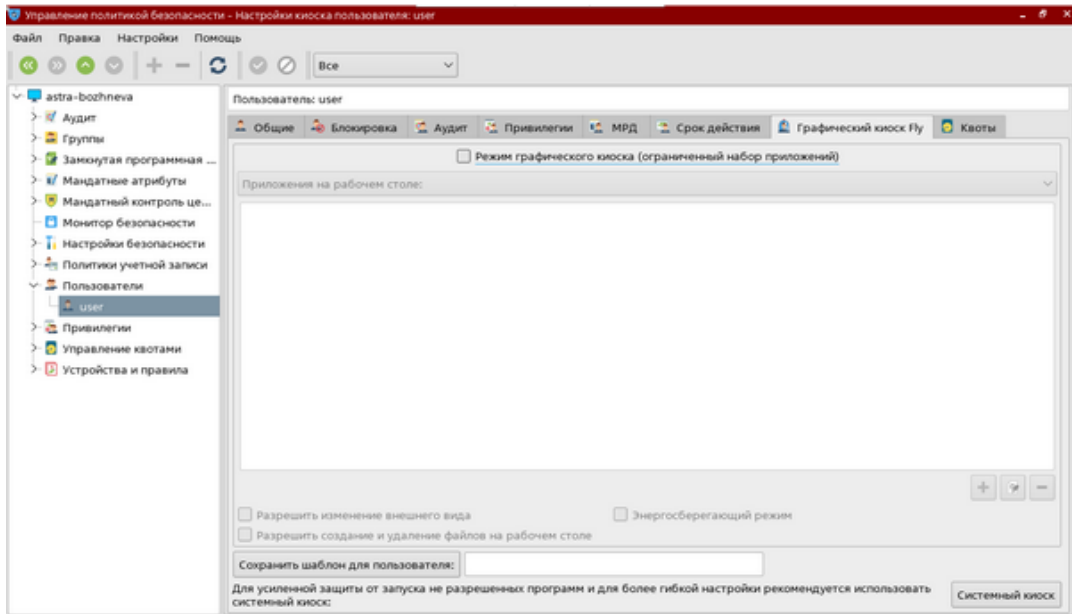 Управление политикой безопасности – Настройки киоска пользователя: user
Файл Правка Настройки Помощь
Все
astra-bozhneva
Аудит
Группы
Замкнутая программная ...
Мандатные атрибуты
Мандатный контроль це...
Монитор безопасности
Настройки безопасности
Политики учетной записи
Пользователи
user
Привилегии
Управление квотами
Устройства и правила
Пользователь: user
Общие Блокировка Аудит Привилегии МРД Срок действия Графический киоск Fly Квоты
Режим графического киоска (ограниченный набор приложений)
Приложения на рабочем столе:
Разрешить изменение внешнего вида Энергосберегающий режим
Разрешить создание и удаление файлов на рабочем столе
Сохранить шаблон для пользователя:
Для усиленной защиты от запуска не разрешенных программ и для более гибкой настройки рекомендуется использовать
системный киоск:
Системный киоск